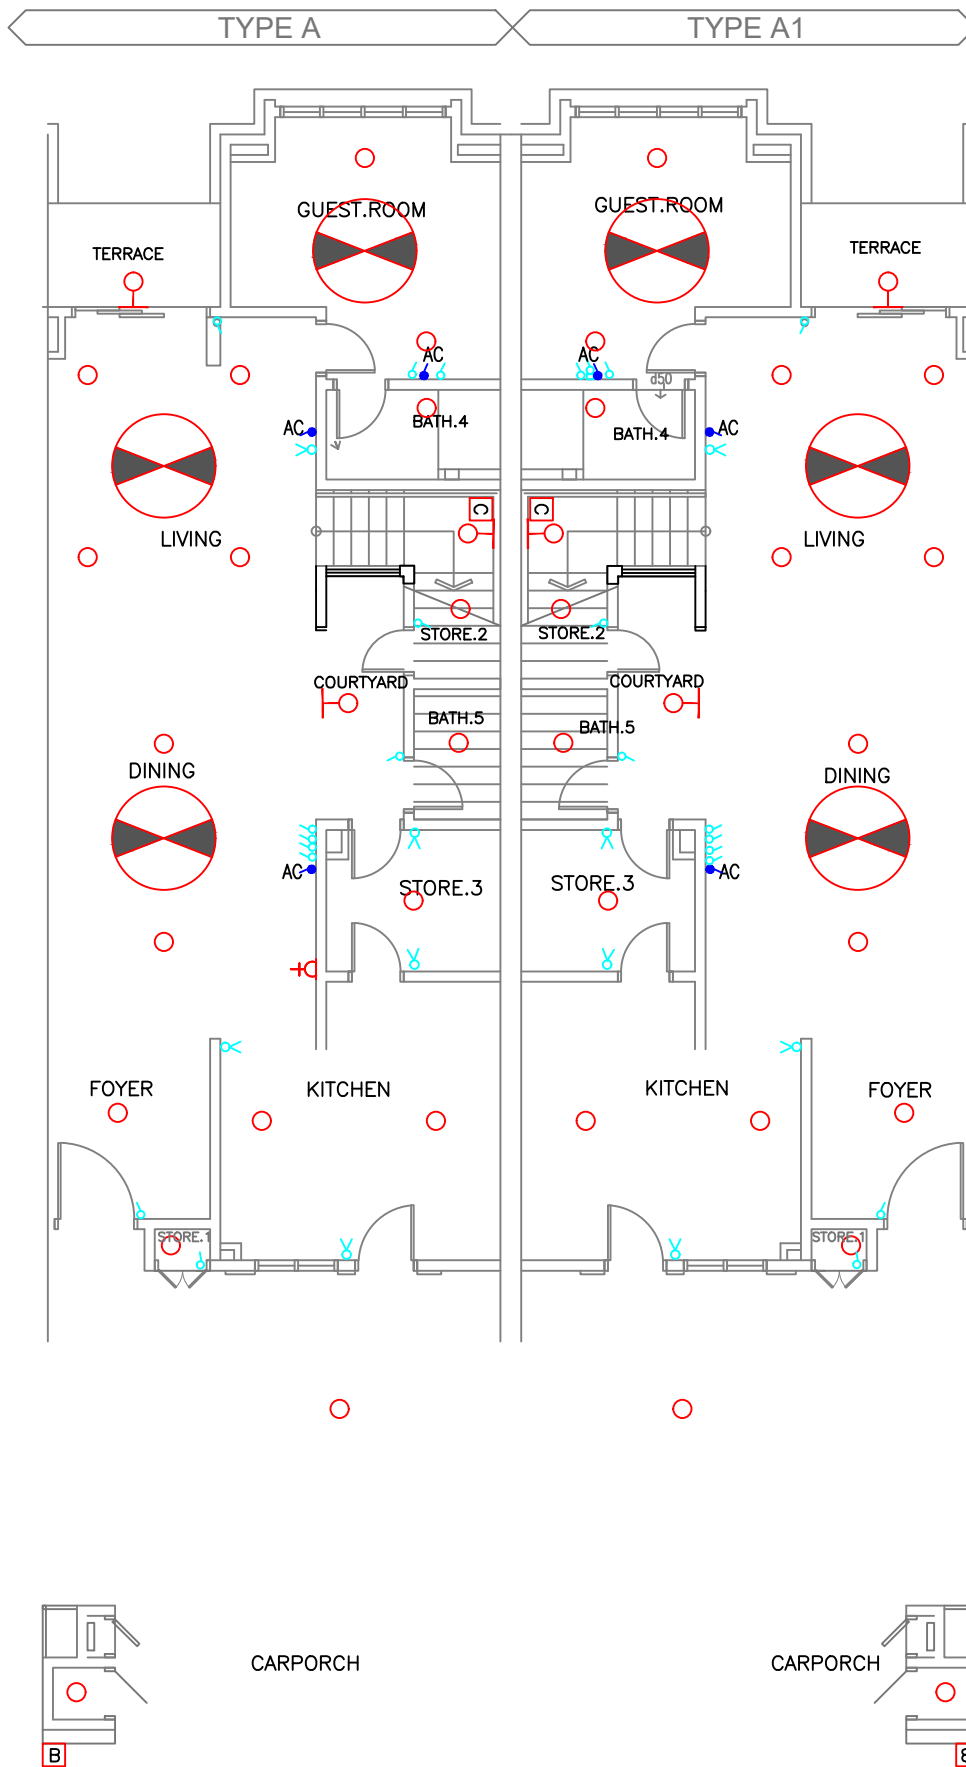 TYPE A TYPE A1
GUEST.ROOM GUEST.ROOM
TERRACE TERRACE
AC AC
d50
BATH.4 BATH.4
AC AC
C C
LIVING LIVING
STORE.2 STORE.2
COURTYARD COURTYARD
BATH.5 BATH.5
DINING DINING
AC AC
STORE.3 STORE.3
FOYER KITCHEN KITCHEN FOYER
STORE.1 STORE.1
CARPORCH CARPORCH
B B